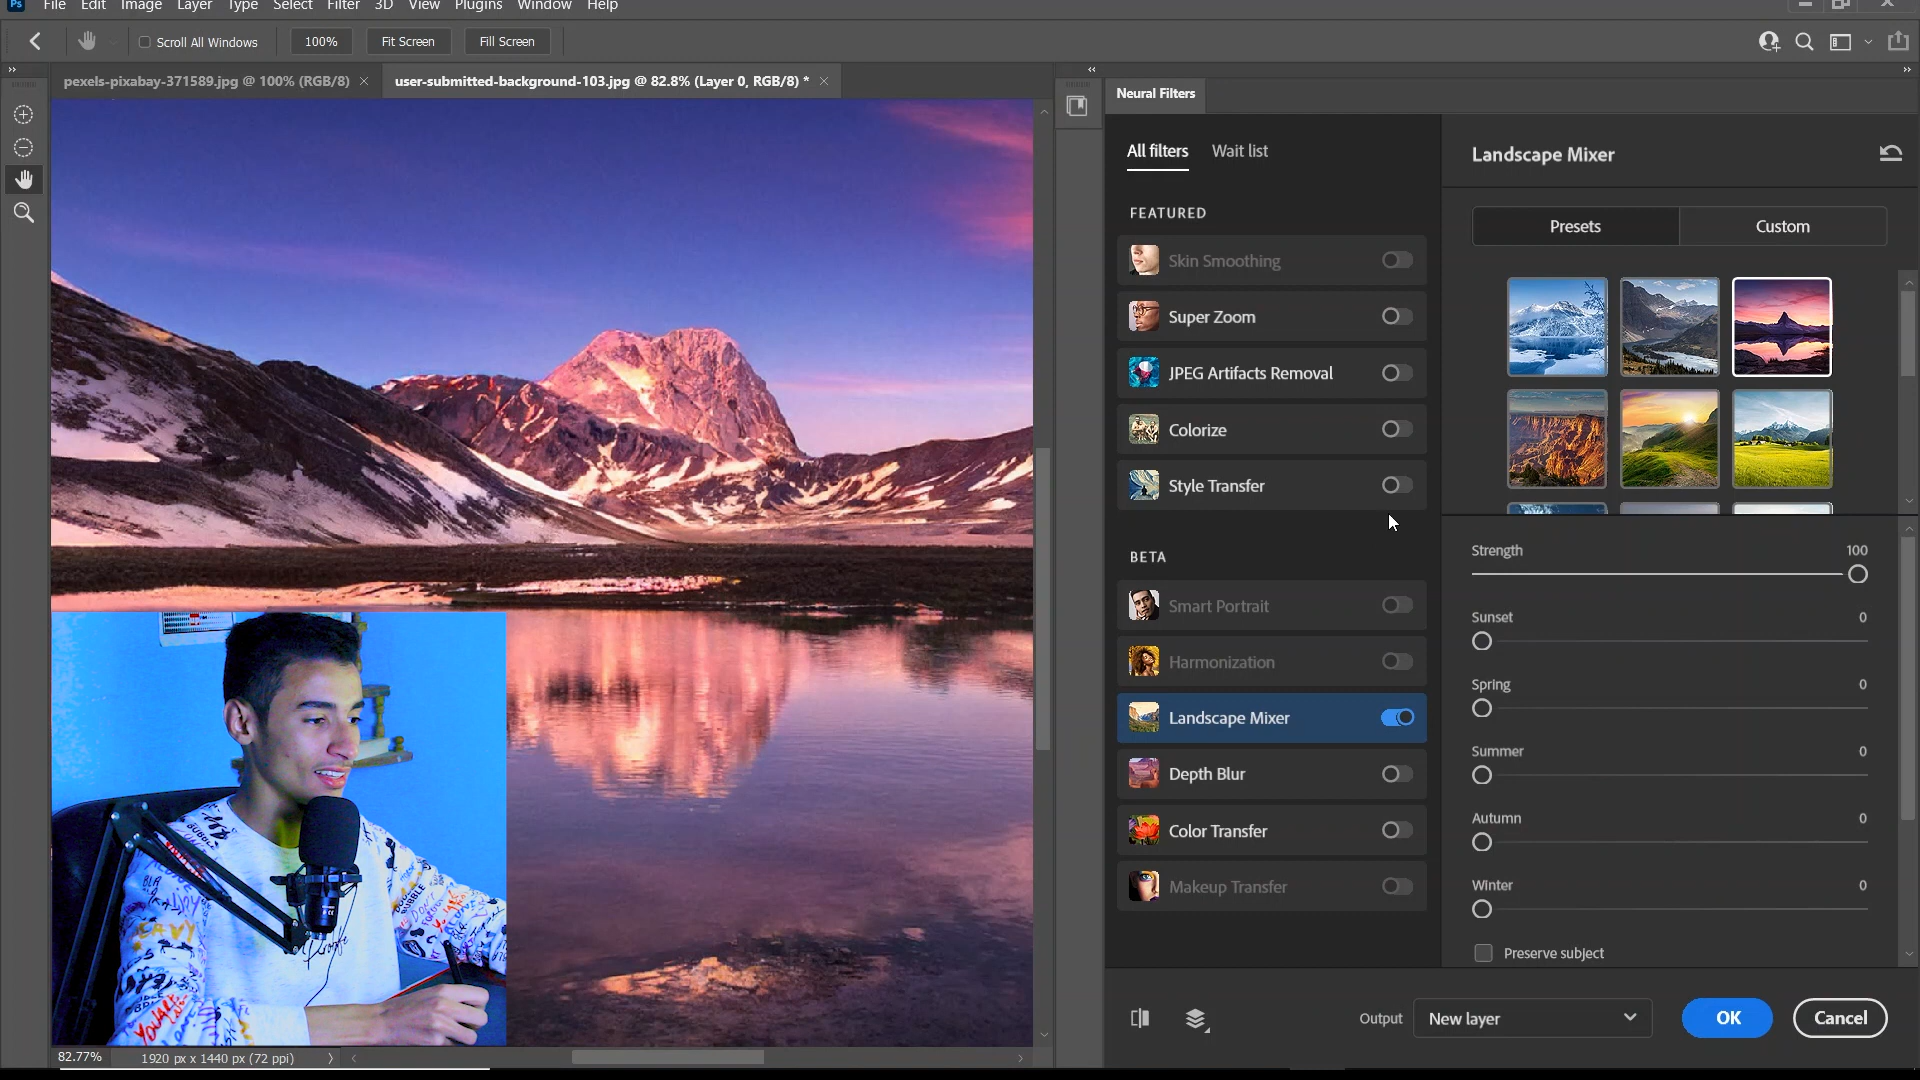 Ps File Edit Image Layer Type Select Filter 3D View Plugins Window Help
Scroll All Windows 100% Fit Screen Fill Screen
pexels-pixabay-371589.jpg @ 100% (RGB/8) × user-submitted-background-103.jpg @ 82.8% (Layer 0, RGB/8) * ×
Neural Filters
All filters Wait list
Landscape Mixer
FEATURED
Presets Custom
Skin Smoothing
Super Zoom
JPEG Artifacts Removal
Colorize
Style Transfer
BETA
Smart Portrait
Harmonization
Landscape Mixer
Depth Blur
Color Transfer
Makeup Transfer
Strength 100
Sunset 0
Spring 0
Summer 0
Autumn 0
Winter 0
Preserve subject
Output New layer OK Cancel
82.77% 1920 px x 1440 px (72 ppi)